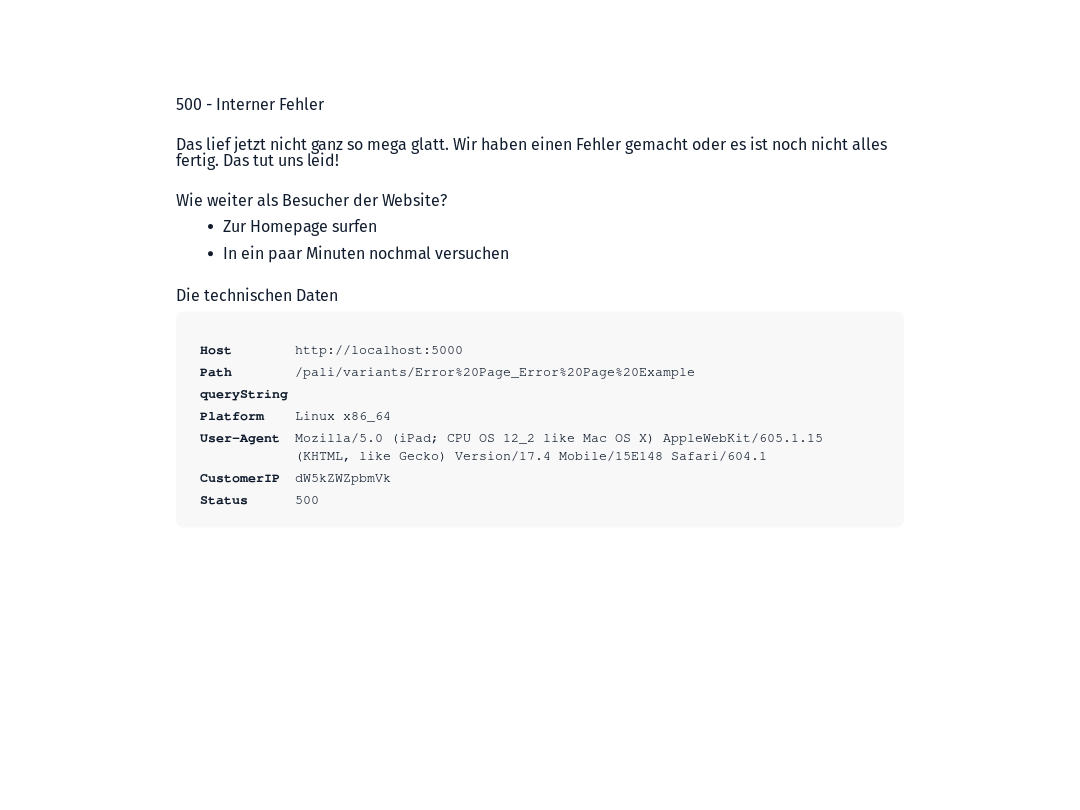 500 - Interner Fehler
Das lief jetzt nicht ganz so mega glatt. Wir haben einen Fehler gemacht oder es ist noch nicht alles
fertig. Das tut uns leid!
Wie weiter als Besucher der Website?
• Zur Homepage surfen
• In ein paar Minuten nochmal versuchen
Die technischen Daten
Host http://localhost:5000
Path /pali/variants/Error%20Page_Error%20Page%20Example
queryString
Platform Linux x86_64
User-Agent Mozilla/5.0 (iPad; CPU OS 12_2 like Mac OS X) AppleWebKit/605.1.15
(KHTML, like Gecko) Version/17.4 Mobile/15E148 Safari/604.1
CustomerIP dW5kZWZpbmVk
Status 500